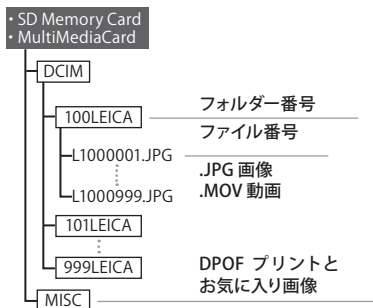 • SD Memory Card
• MultiMediaCard
DCIM
100LEICA
フォルダー番号
ファイル番号
L1000001.JPG
.JPG 画像
.MOV 動画
L1000999.JPG
101LEICA
999LEICA
DPOF プリントと
お気に入り画像
MISC